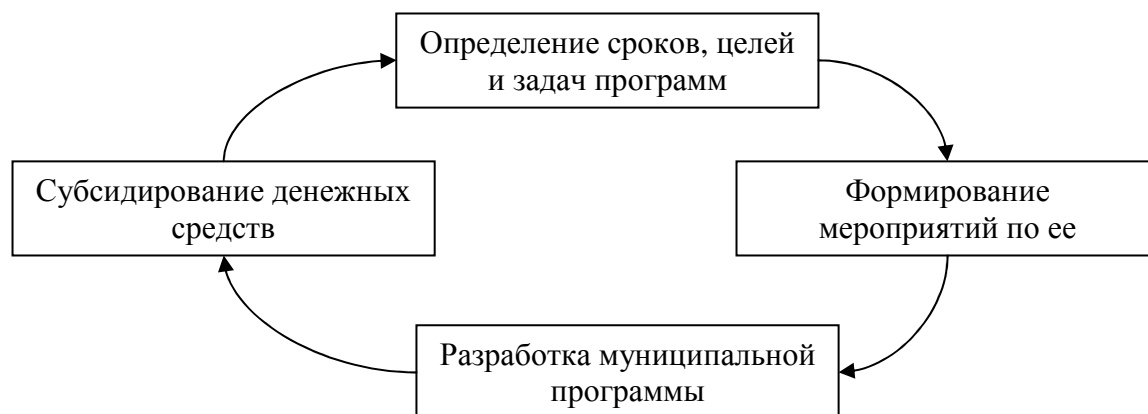 Определение сроков, целей
и задач программ
Субсидирование денежных
средств
Формирование
мероприятий по ее
Разработка муниципальной
программы